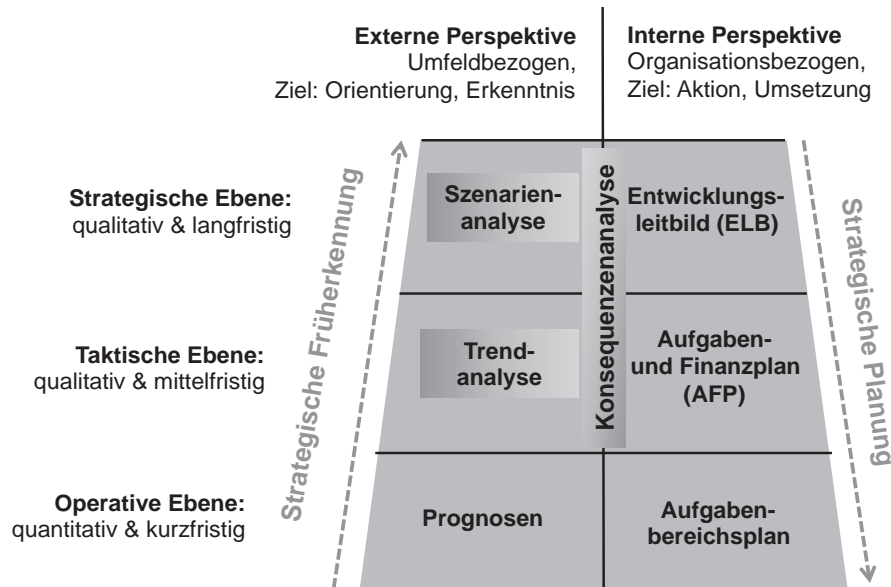 Externe Perspektive
Umfeldbezogen,
Ziel: Orientierung, Erkenntnis
Interne Perspektive
Organisationsbezogen,
Ziel: Aktion, Umsetzung
Strategische Früherkennung
Strategische Ebene:
qualitativ & langfristig
Szenarien-
analyse
Konsequenzenanalyse
Entwicklungs-
leitbild (ELB)
Strategische Planung
Taktische Ebene:
qualitativ & mittelfristig
Trend-
analyse
Aufgaben-
und Finanzplan
(AFP)
Operative Ebene:
quantitativ & kurzfristig
Prognosen
Aufgaben-
bereichsplan